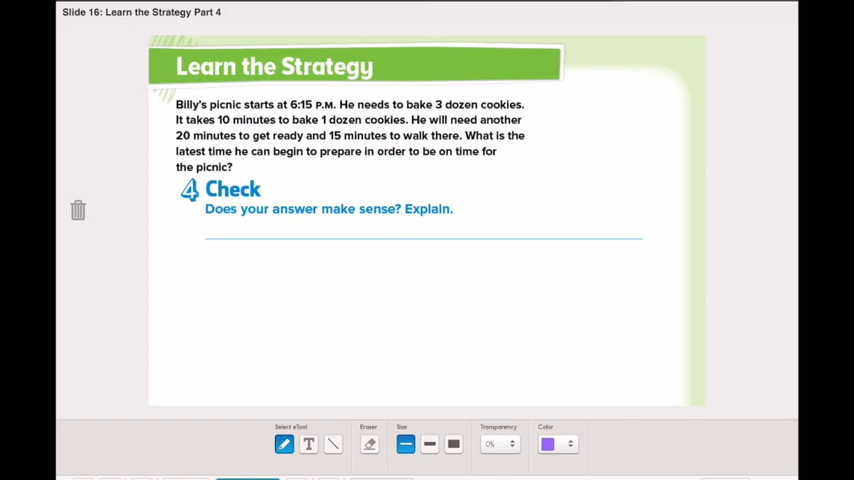 Slide 16: Learn the Strategy Part 4
Learn the Strategy
Billy's picnic starts at 6:15 P.M. He needs to bake 3 dozen cookies.
It takes 10 minutes to bake 1 dozen cookies. He will need another
20 minutes to get ready and 15 minutes to walk there. What is the
latest time he can begin to prepare in order to be on time for
the picnic?
4 Check
Does your answer make sense? Explain.
Select eTool
Eraser
Size
Transparency
Color
T
0%